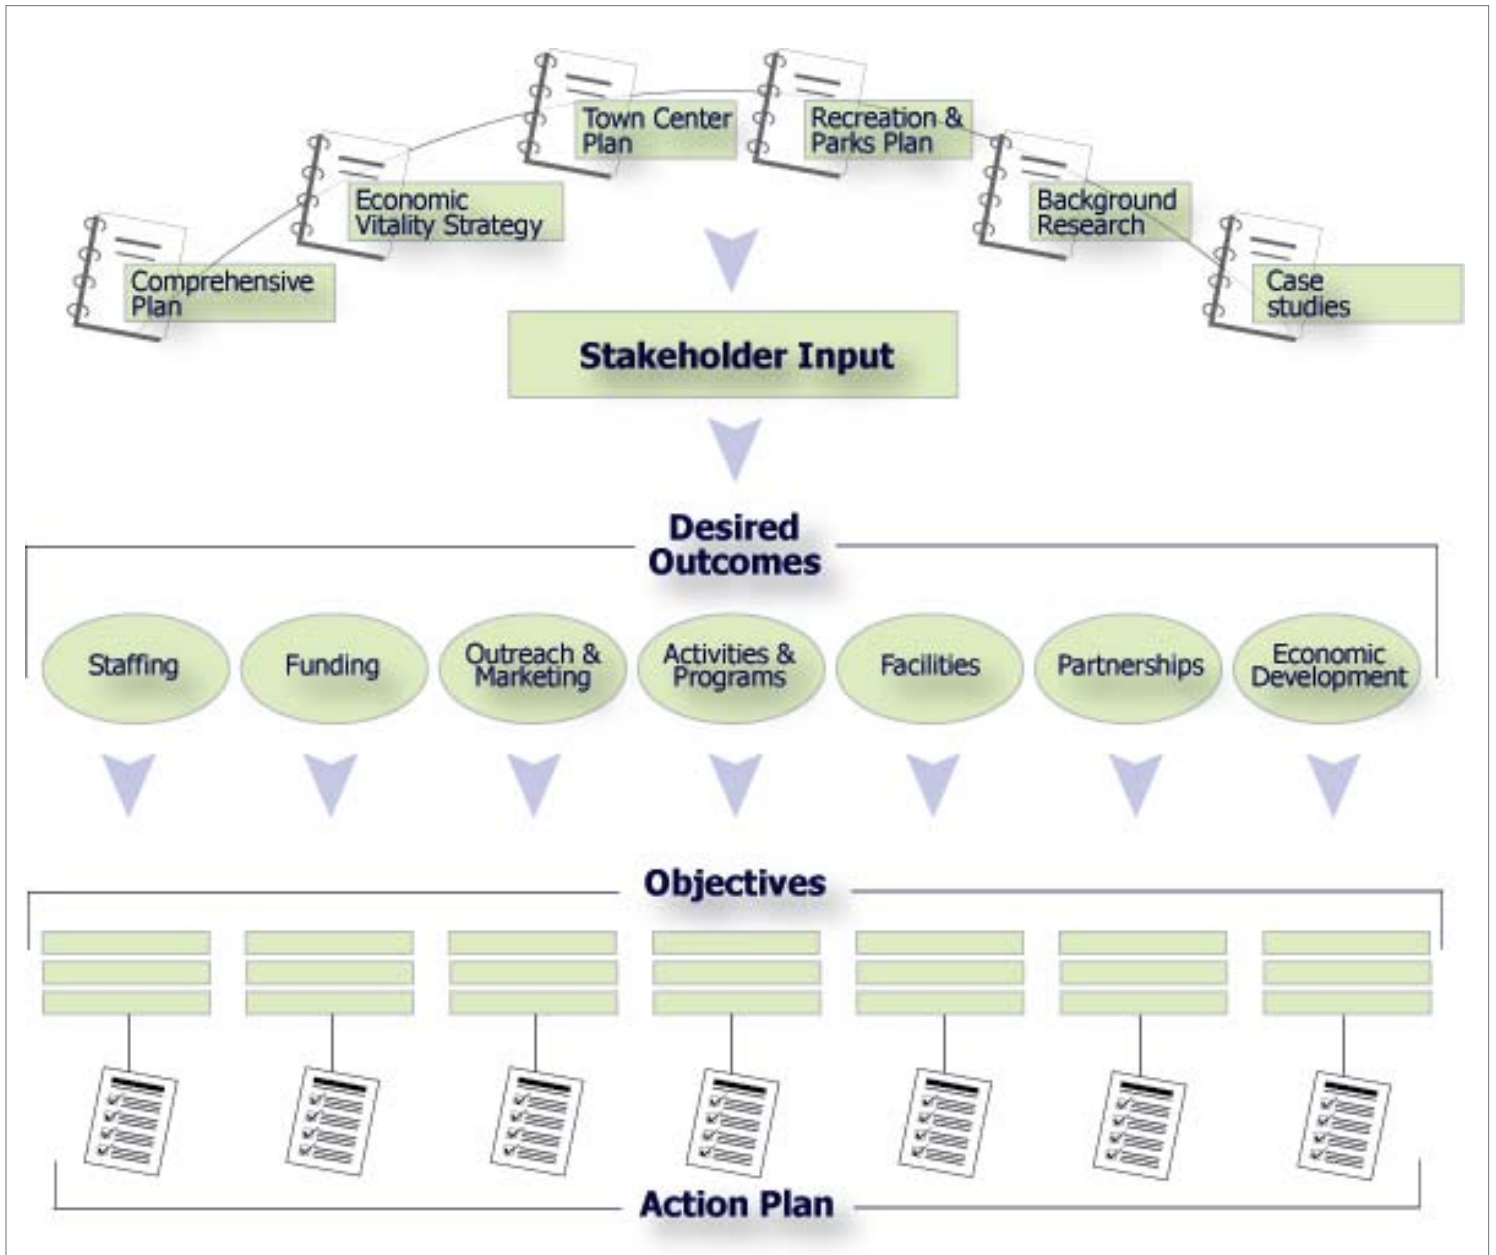 Town Center
Plan
Recreation &
Parks Plan
Economic
Vitality Strategy
Background
Research
Comprehensive
Plan
Case
studies
Stakeholder Input
Desired
Outcomes
Staffing
Funding
Outreach &
Marketing
Activities &
Programs
Facilities
Partnerships
Economic
Development
Objectives
Action Plan